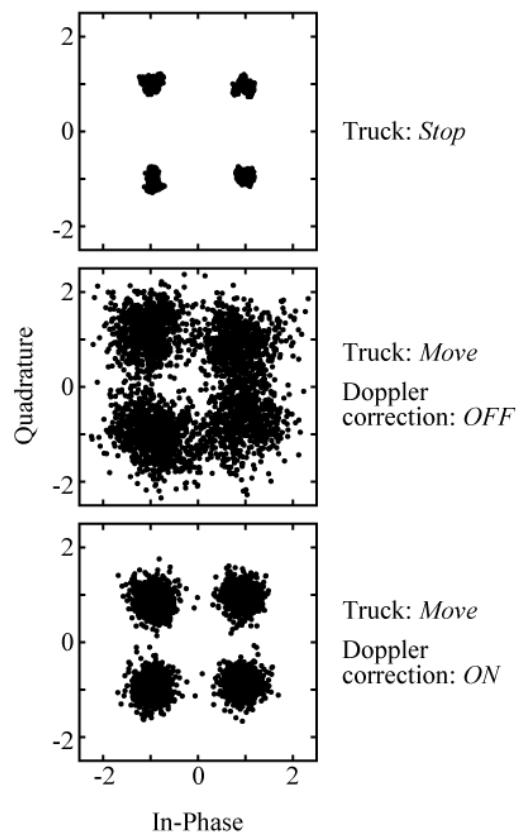 2
0
-2
Truck: Stop
2
0
-2
Quadrature
Truck: Move
Doppler
correction: OFF
2
0
-2
Truck: Move
Doppler
correction: ON
-2 0 2
In-Phase